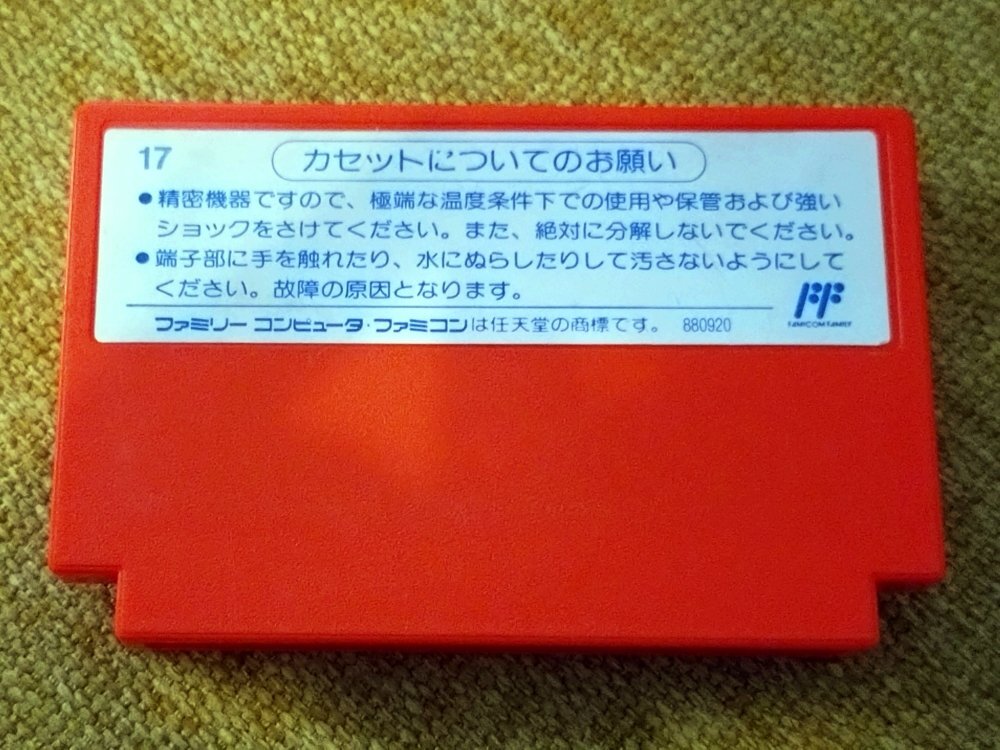 17
カセットについてのお願い
●精密機器ですので、極端な温度条件下での使用や保管および強い
ショックをさけてください。また、絶対に分解しないでください。
●端子部に手を触れたり、水にぬらしたりして汚さないようにして
ください。故障の原因となります。
ファミリーコンピュータ・ファミコンは任天堂の商標です。 880920
FF
FAMICOM FAMILY